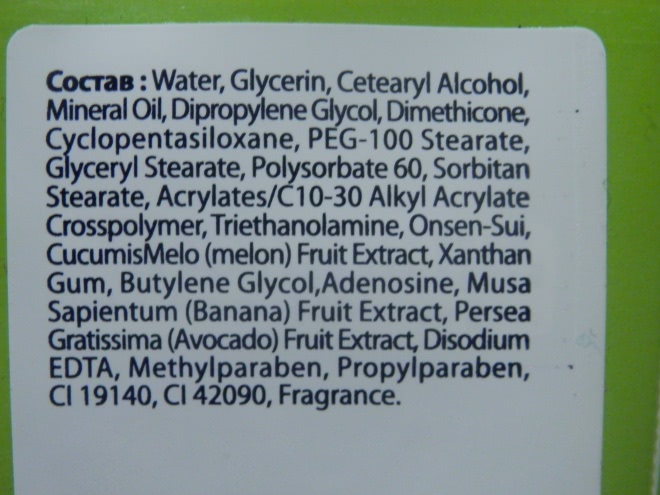 Состав : Water, Glycerin, Cetearyl Alcohol,
Mineral Oil, Dipropylene Glycol, Dimethicone,
Cyclopentasiloxane, PEG-100 Stearate,
Glyceryl Stearate, Polysorbate 60, Sorbitan
Stearate, Acrylates/C10-30 Alkyl Acrylate
Crosspolymer, Triethanolamine, Onsen-Sui,
CucumisMelo (melon) Fruit Extract, Xanthan
Gum, Butylene Glycol,Adenosine, Musa
Sapientum (Banana) Fruit Extract, Persea
Gratissima (Avocado) Fruit Extract, Disodium
EDTA, Methylparaben, Propylparaben,
CI 19140, CI 42090, Fragrance.